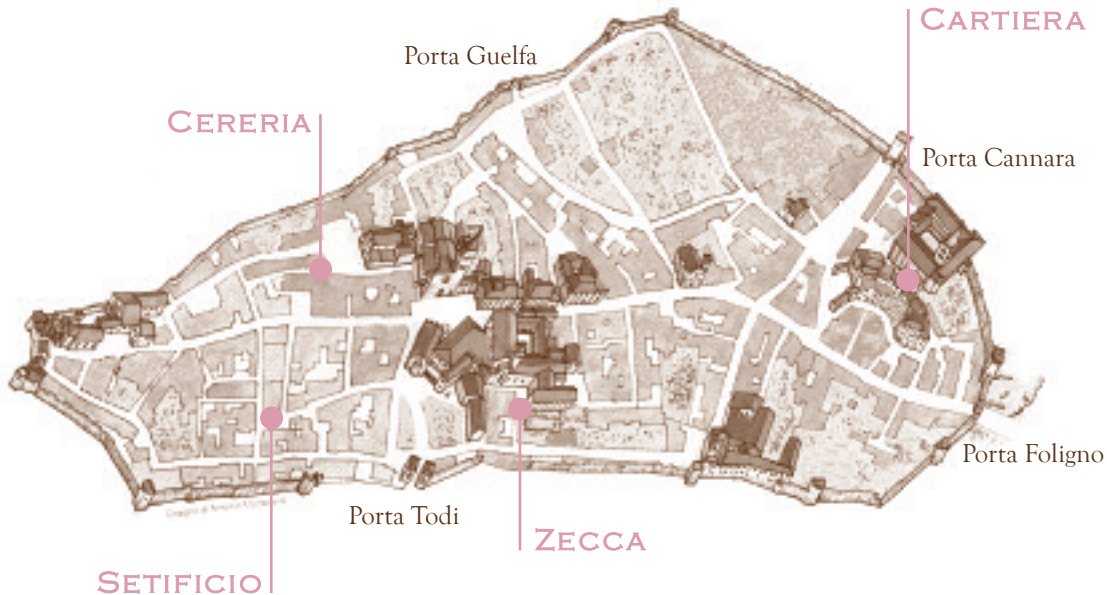 CARTIERA
Porta Guelfa
CERERIA
Porta Cannara
Porta Foligno
Porta Todi
ZECCA
SETIFICIO